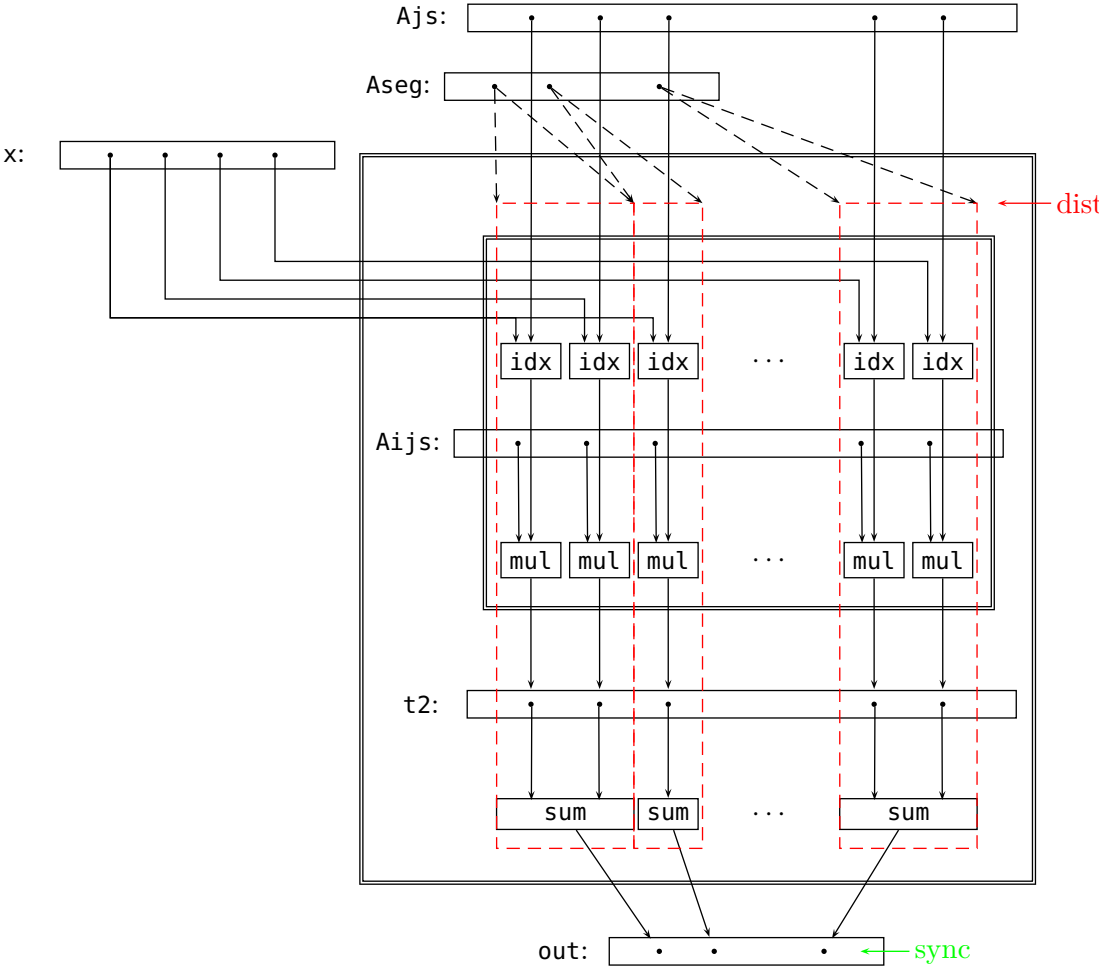 Ajs:
Aseg:
x:
dist
idx idx idx ... idx idx
Aijs:
mul mul mul ... mul mul
t2:
sum sum ... sum
out:
sync